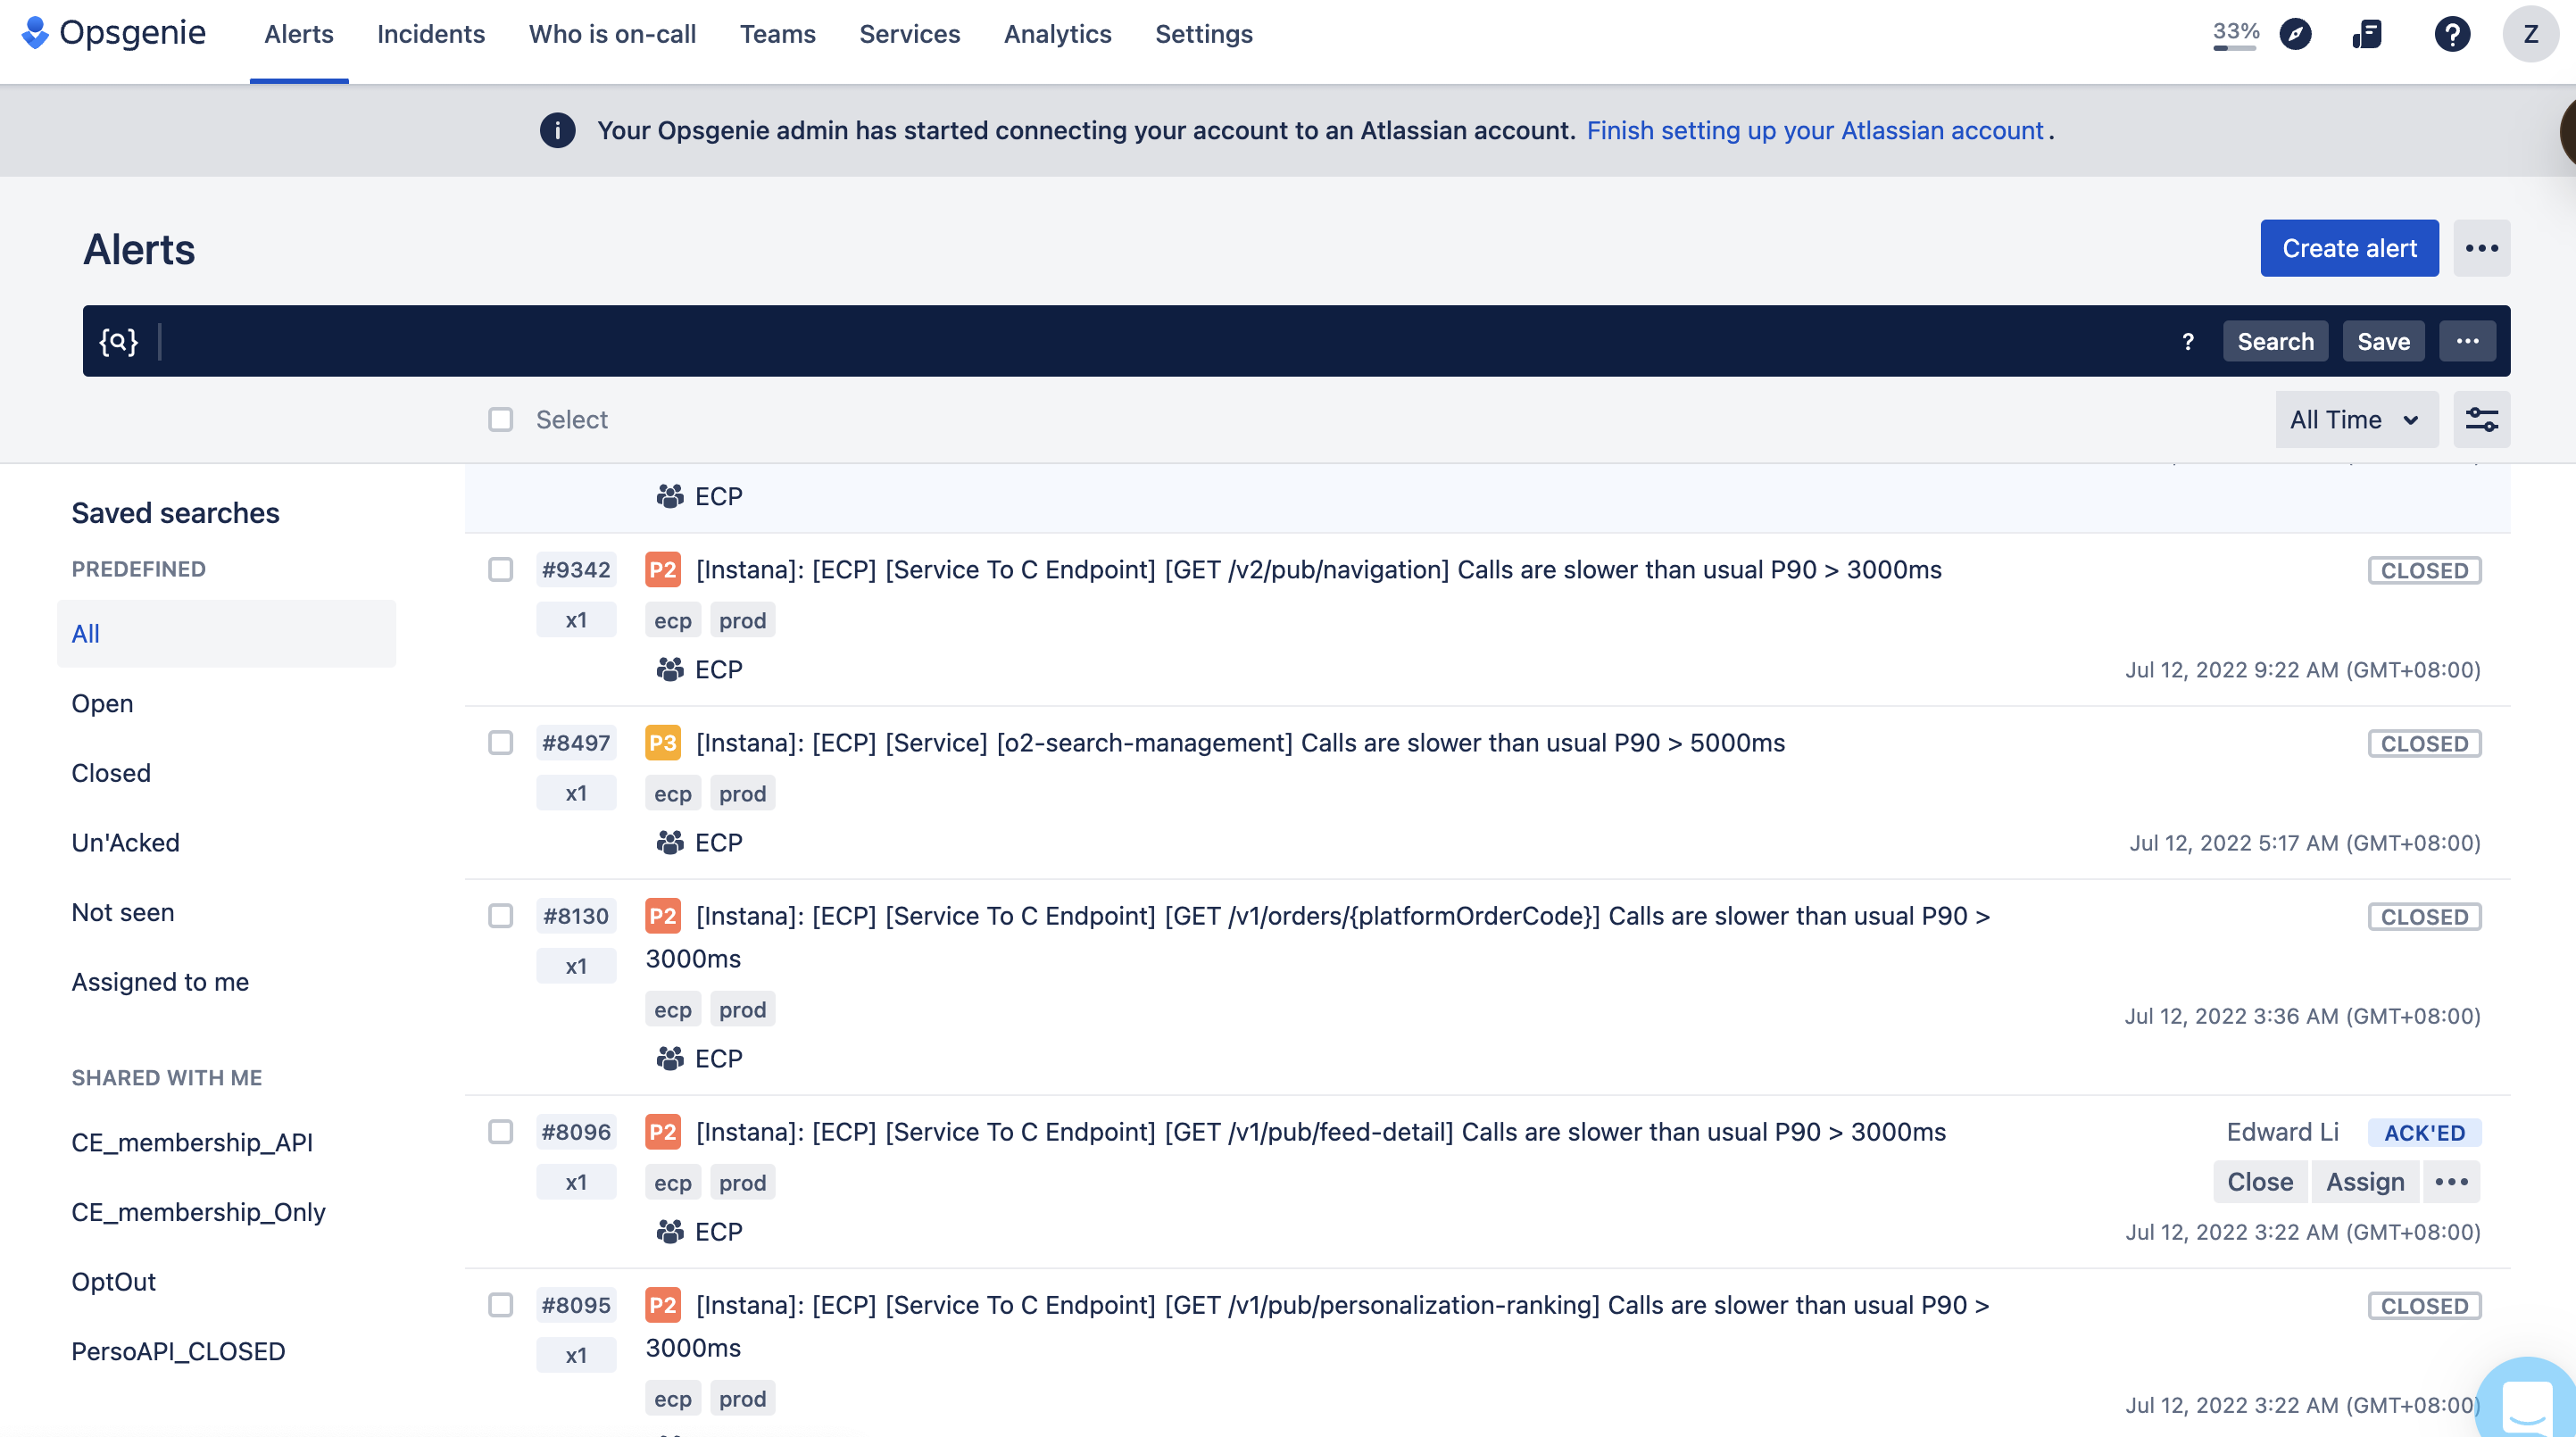 Opsgenie Alerts Incidents Who is on-call Teams Services Analytics Settings 33% ? Z
i Your Opsgenie admin has started connecting your account to an Atlassian account. Finish setting up your Atlassian account.
Alerts
Create alert
? Search Save
Select All Time
Saved searches
PREDEFINED
All
Open
Closed
Un'Acked
Not seen
Assigned to me
SHARED WITH ME
CE_membership_API
CE_membership_Only
OptOut
PersoAPI_CLOSED
ECP
#9342 P2 [Instana]: [ECP] [Service To C Endpoint] [GET /v2/pub/navigation] Calls are slower than usual P90 > 3000ms CLOSED
x1 ecp prod
ECP Jul 12, 2022 9:22 AM (GMT+08:00)
#8497 P3 [Instana]: [ECP] [Service] [o2-search-management] Calls are slower than usual P90 > 5000ms CLOSED
x1 ecp prod
ECP Jul 12, 2022 5:17 AM (GMT+08:00)
#8130 P2 [Instana]: [ECP] [Service To C Endpoint] [GET /v1/orders/{platformOrderCode}] Calls are slower than usual P90 > CLOSED
x1 3000ms
ecp prod Jul 12, 2022 3:36 AM (GMT+08:00)
ECP
#8096 P2 [Instana]: [ECP] [Service To C Endpoint] [GET /v1/pub/feed-detail] Calls are slower than usual P90 > 3000ms Edward Li ACK'ED
x1 ecp prod Close Assign •••
ECP Jul 12, 2022 3:22 AM (GMT+08:00)
#8095 P2 [Instana]: [ECP] [Service To C Endpoint] [GET /v1/pub/personalization-ranking] Calls are slower than usual P90 > CLOSED
x1 3000ms
ecp prod Jul 12, 2022 3:22 AM (GMT+08:00)